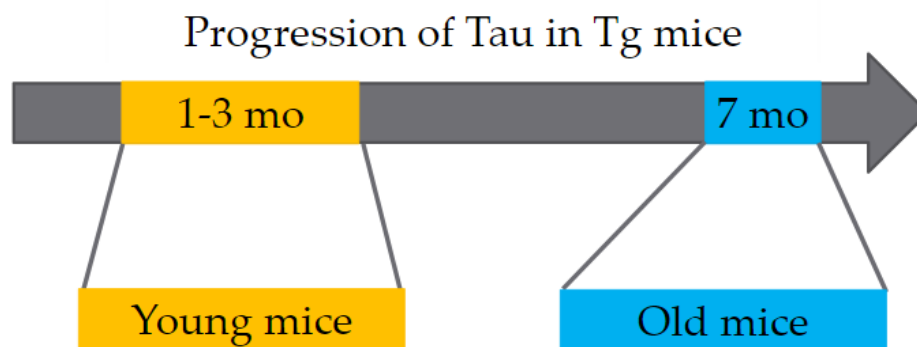 Progression of Tau in Tg mice
1-3 mo
7 mo
Young mice
Old mice